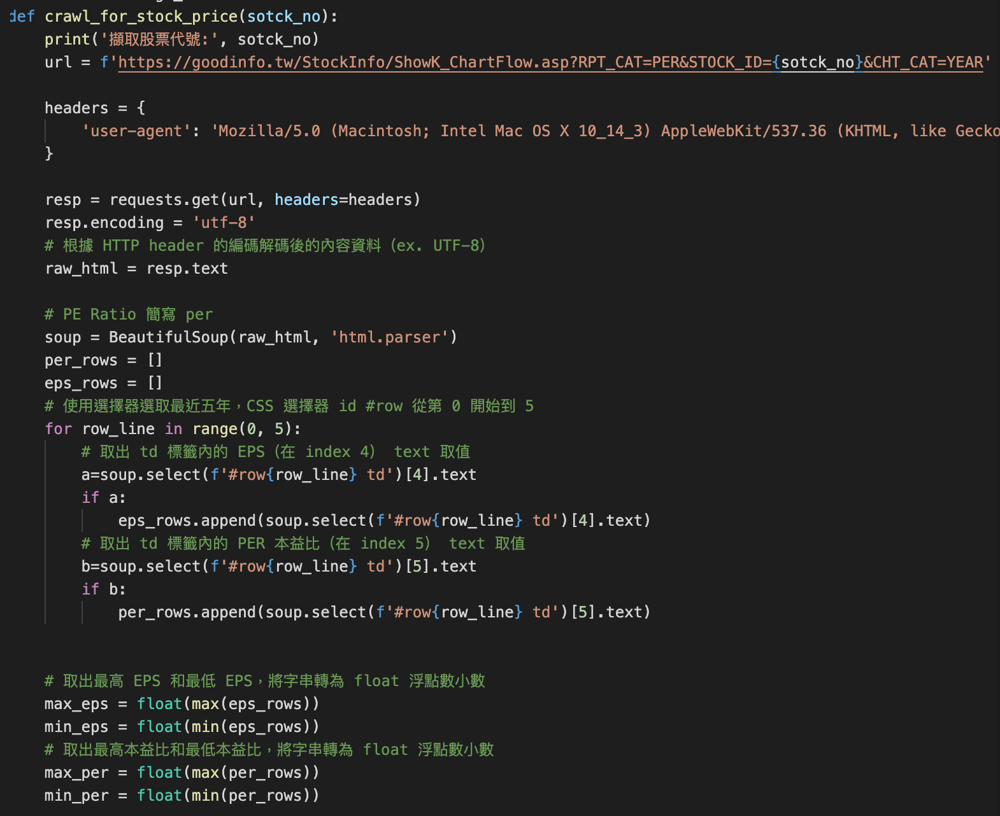 def crawl_for_stock_price(sotck_no):
    print('擷取股票代號:', sotck_no)
    url = f'https://goodinfo.tw/StockInfo/ShowK_ChartFlow.asp?RPT_CAT=PER&STOCK_ID={sotck_no}&CHT_CAT=YEAR'

    headers = {
        'user-agent': 'Mozilla/5.0 (Macintosh; Intel Mac OS X 10_14_3) AppleWebKit/537.36 (KHTML, like Gecko
    }

    resp = requests.get(url, headers=headers)
    resp.encoding = 'utf-8'
    # 根據 HTTP header 的編碼解碼後的內容資料（ex. UTF-8）
    raw_html = resp.text

    # PE Ratio 簡寫 per
    soup = BeautifulSoup(raw_html, 'html.parser')
    per_rows = []
    eps_rows = []
    # 使用選擇器選取最近五年，CSS 選擇器 id #row 從第 0 開始到 5
    for row_line in range(0, 5):
        # 取出 td 標籤內的 EPS（在 index 4） text 取值
        a=soup.select(f'#row{row_line} td')[4].text
        if a:
            eps_rows.append(soup.select(f'#row{row_line} td')[4].text)
        # 取出 td 標籤內的 PER 本益比（在 index 5） text 取值
        b=soup.select(f'#row{row_line} td')[5].text
        if b:
            per_rows.append(soup.select(f'#row{row_line} td')[5].text)


    # 取出最高 EPS 和最低 EPS，將字串轉為 float 浮點數小數
    max_eps = float(max(eps_rows))
    min_eps = float(min(eps_rows))
    # 取出最高本益比和最低本益比，將字串轉為 float 浮點數小數
    max_per = float(max(per_rows))
    min_per = float(min(per_rows))